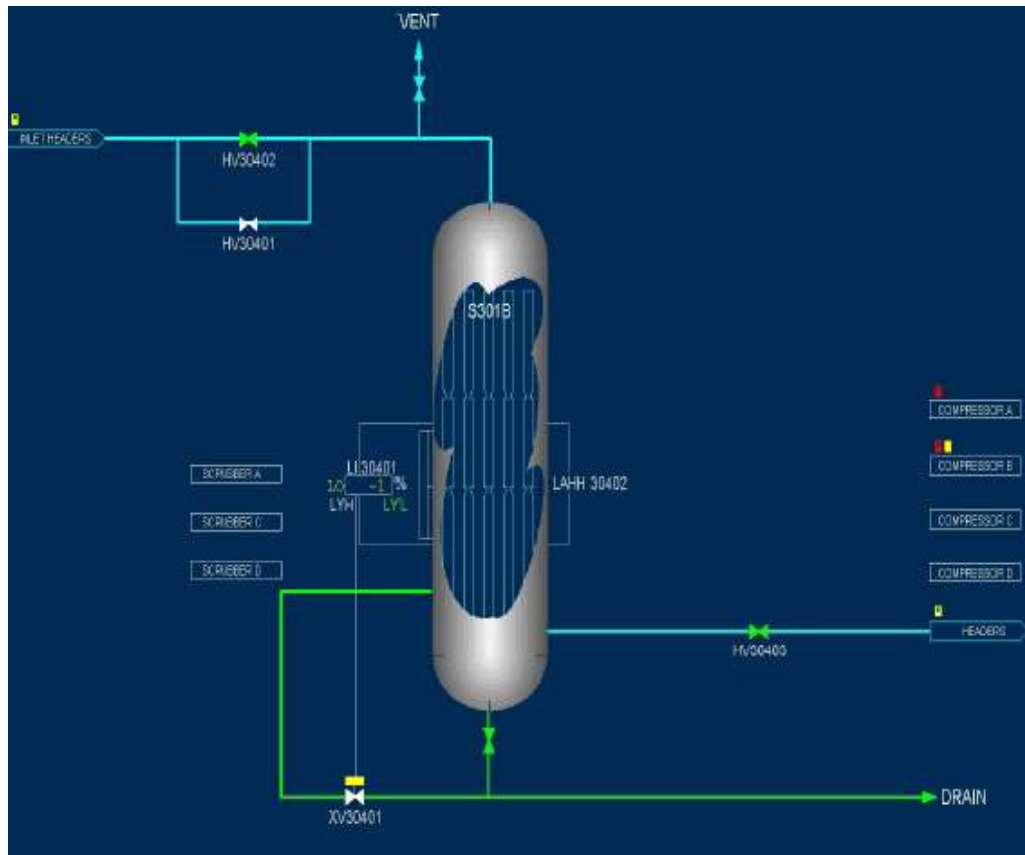 VENT
INLET HEADERS
HV30402
HV30401
S301B
COMPRESSOR A
COMPRESSOR B
LI30401
SCRUBBER A
-1 %
LAHH 30402
LYH LYL
SCRUBBER C
COMPRESSOR C
SCRUBBER D
COMPRESSOR D
HEADERS
HV30403
DRAIN
XV30401